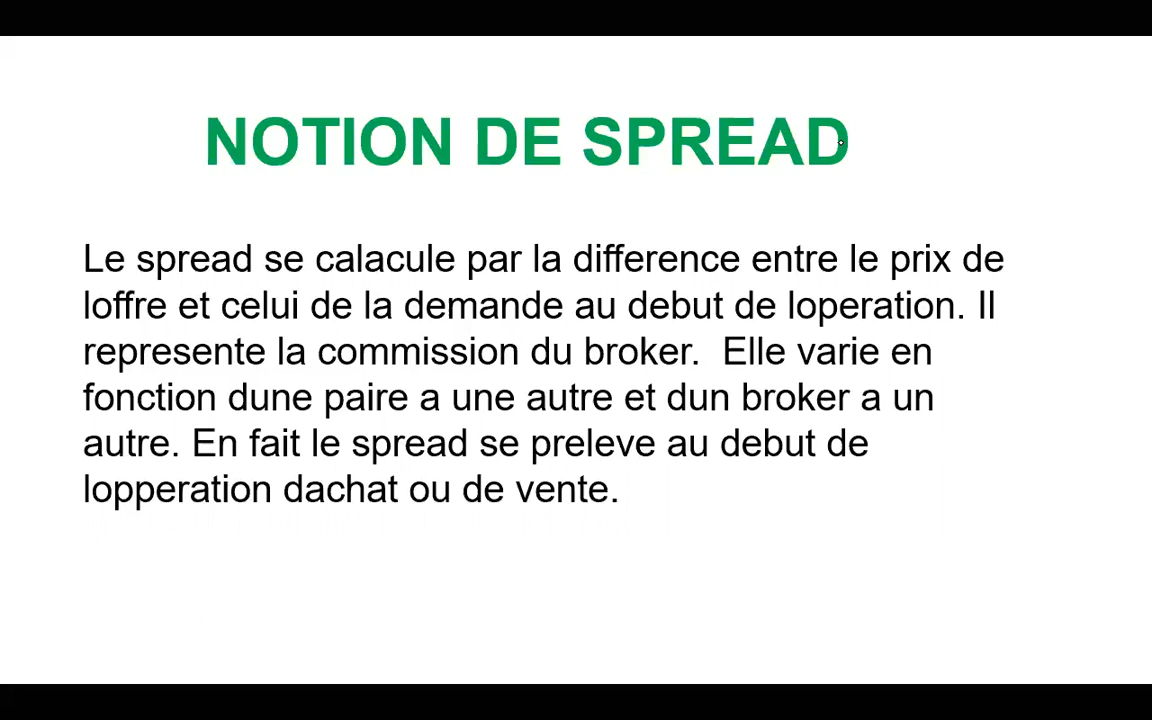 NOTION DE SPREAD
Le spread se calacule par la difference entre le prix de
loffre et celui de la demande au debut de loperation. Il
represente la commission du broker.  Elle varie en
fonction dune paire a une autre et dun broker a un
autre. En fait le spread se preleve au debut de
lopperation dachat ou de vente.